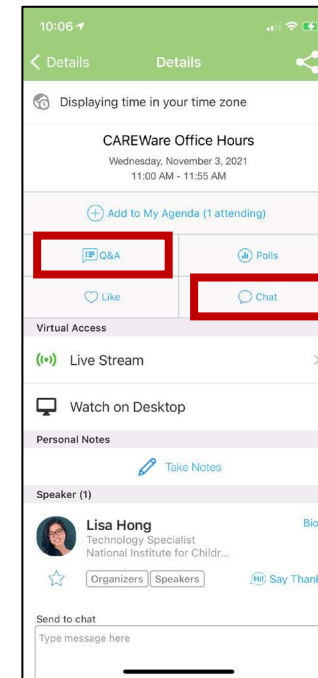 10:06
Details
Details
Displaying time in your time zone
CAREWare Office Hours
Wednesday, November 3, 2021
11:00 AM - 11:55 AM
Add to My Agenda (1 attending)
Q&A
Polls
Like
Chat
Virtual Access
Live Stream
Watch on Desktop
Personal Notes
Take Notes
Speaker (1)
Lisa Hong
Bio
Technology Specialist
National Institute for Childr...
Organizers Speakers
Hi! Say Thank
Send to chat
Type message here